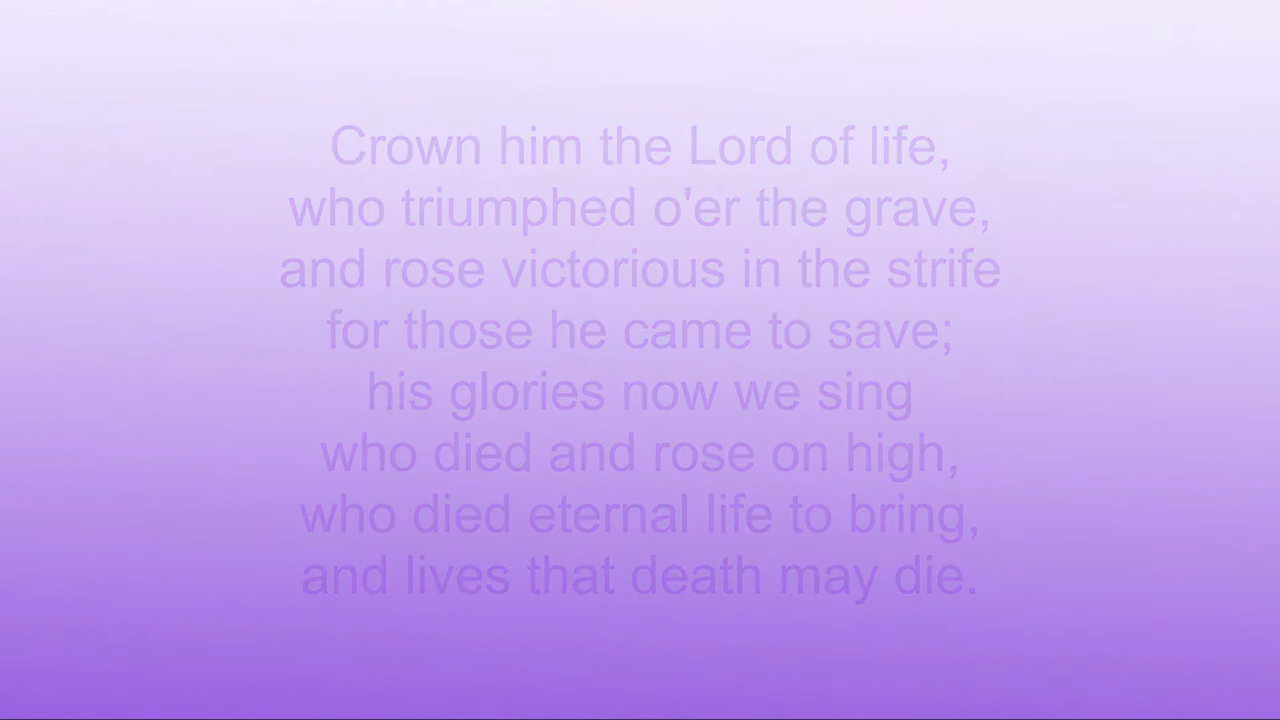 Crown him the Lord of life,
who triumphed o'er the grave,
and rose victorious in the strife
for those he came to save;
his glories now we sing
who died and rose on high,
who died eternal life to bring,
and lives that death may die.